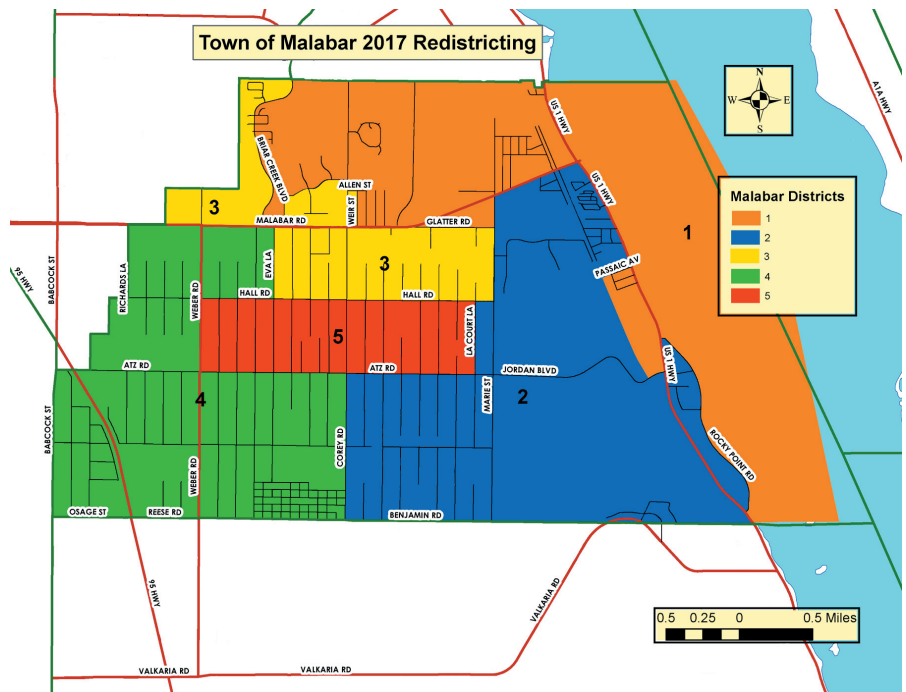 Town of Malabar 2017 Redistricting
N
W
E
S
A1A HWY
US 1 HWY
BRIAR CREEK BLVD
ALLEN ST
WEIR ST
3
MALABAR RD
GLATTER RD
US 1 HWY
1
Malabar Districts
1
2
3
4
5
95 HWY
BABCOCK ST
RICHARDS LA
WEBER RD
EVA LA
HALL RD
3
HALL RD
PASSAIC AV
5
LA COURT LA
ATZ RD
ATZ RD
JORDAN BLVD
US 1 HWY
4
2
MARIE ST
BABCOCK ST
WEBER RD
COREY RD
ROCKY POINT RD
OSAGE ST
REESE RD
BENJAMIN RD
95 HWY
VALKARIA RD
VALKARIA RD
VALKARIA RD
0.5 0.25 0 0.5 Miles